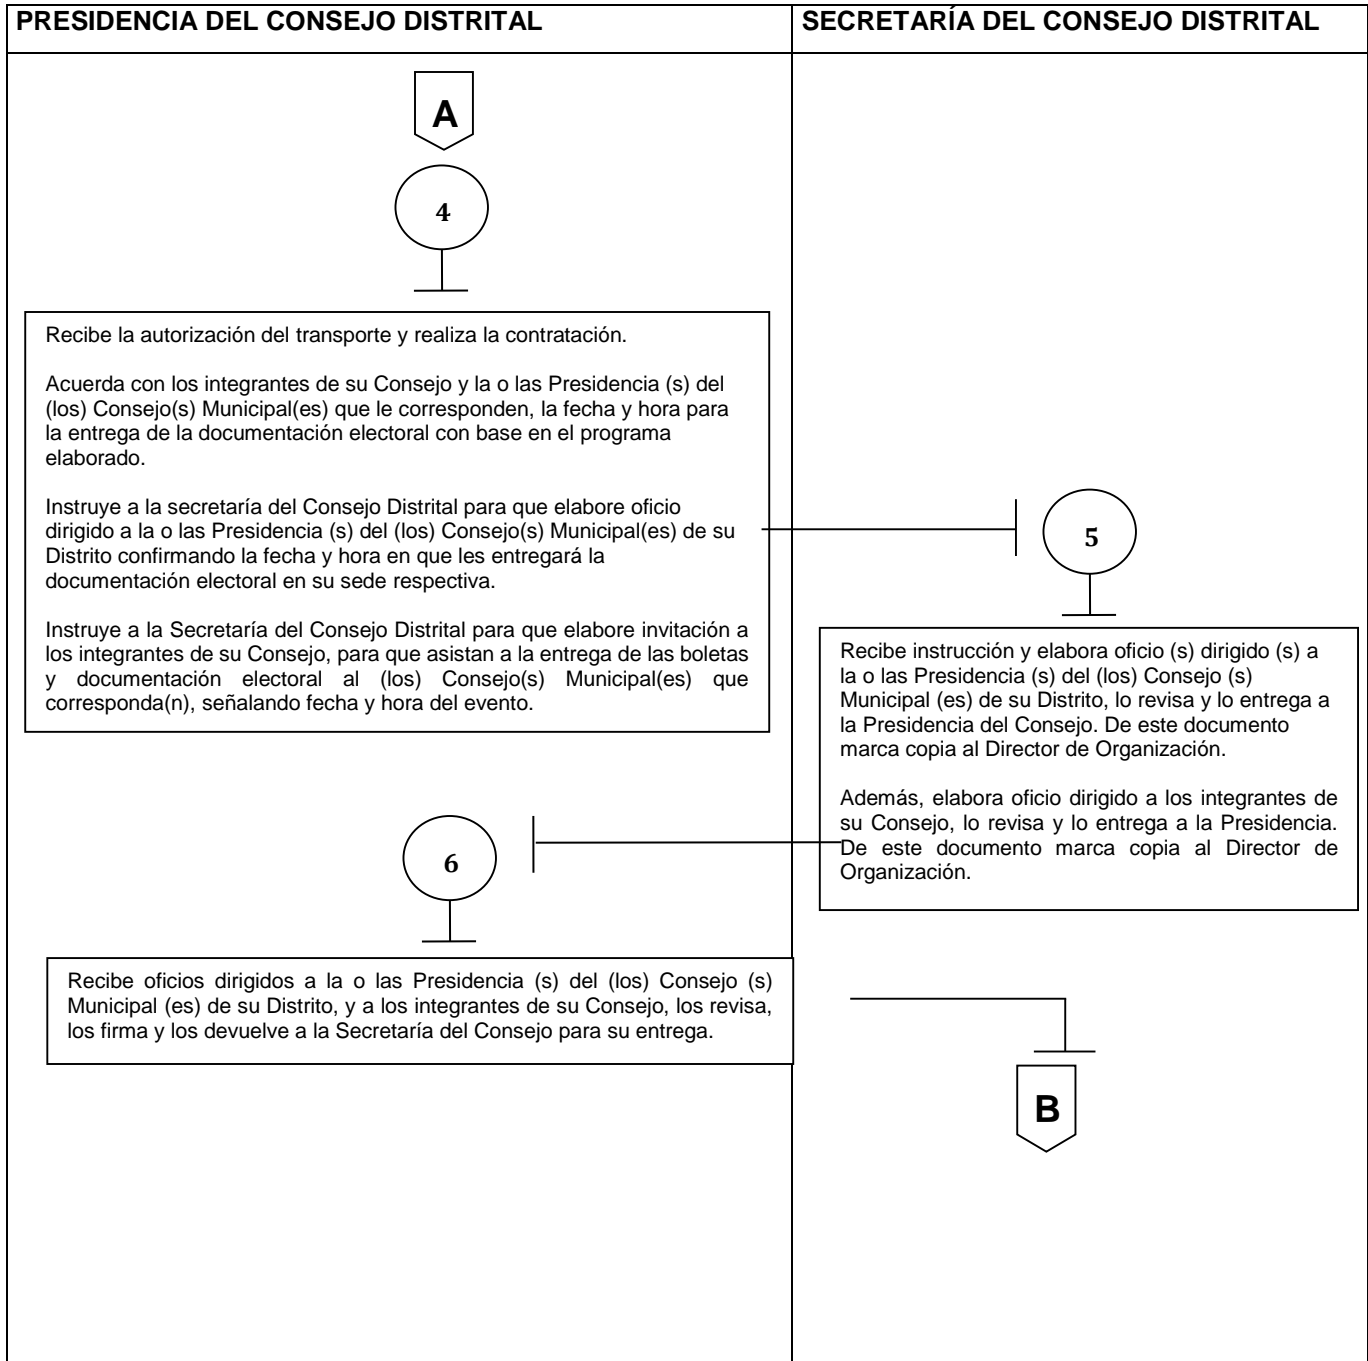 PRESIDENCIA DEL CONSEJO DISTRITAL
SECRETARÍA DEL CONSEJO DISTRITAL
A
4
Recibe la autorización del transporte y realiza la contratación.
Acuerda con los integrantes de su Consejo y la o las Presidencia (s) del
(los) Consejo(s) Municipal(es) que le corresponden, la fecha y hora para
la entrega de la documentación electoral con base en el programa
elaborado.
Instruye a la secretaría del Consejo Distrital para que elabore oficio
dirigido a la o las Presidencia (s) del (los) Consejo(s) Municipal(es) de su
Distrito confirmando la fecha y hora en que les entregará la
documentación electoral en su sede respectiva.
Instruye a la Secretaría del Consejo Distrital para que elabore invitación a
los integrantes de su Consejo, para que asistan a la entrega de las boletas
y documentación electoral al (los) Consejo(s) Municipal(es) que
corresponda(n), señalando fecha y hora del evento.
5
Recibe instrucción y elabora oficio (s) dirigido (s) a
la o las Presidencia (s) del (los) Consejo (s)
Municipal (es) de su Distrito, lo revisa y lo entrega a
la Presidencia del Consejo. De este documento
marca copia al Director de Organización.
Además, elabora oficio dirigido a los integrantes de
su Consejo, lo revisa y lo entrega a la Presidencia.
De este documento marca copia al Director de
Organización.
6
Recibe oficios dirigidos a la o las Presidencia (s) del (los) Consejo (s)
Municipal (es) de su Distrito, y a los integrantes de su Consejo, los revisa,
los firma y los devuelve a la Secretaría del Consejo para su entrega.
B